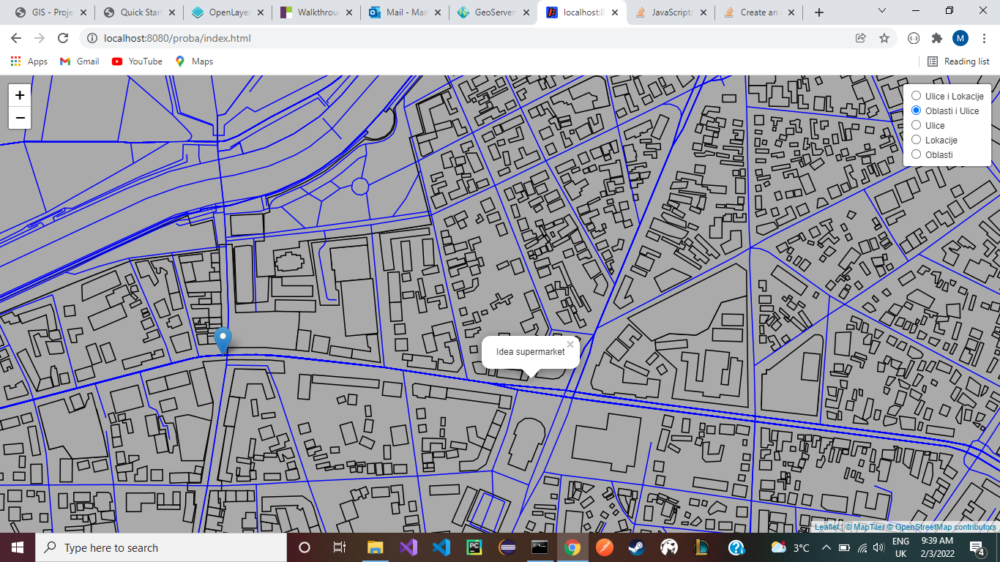 GIS - Proje
Quick Start
OpenLayer
Walkthrou
Mail - Mar
GeoServer
localhost:8
JavaScript/
Create an
localhost:8080/proba/index.html
M
Apps
Gmail
YouTube
Maps
Reading list
+
−
Ulice i Lokacije
Oblasti i Ulice
Ulice
Lokacije
Oblasti
Idea supermarket
×
Leaflet | © MapTiler © OpenStreetMap contributors
Type here to search
3°C
ENG
UK
9:39 AM
2/3/2022
4